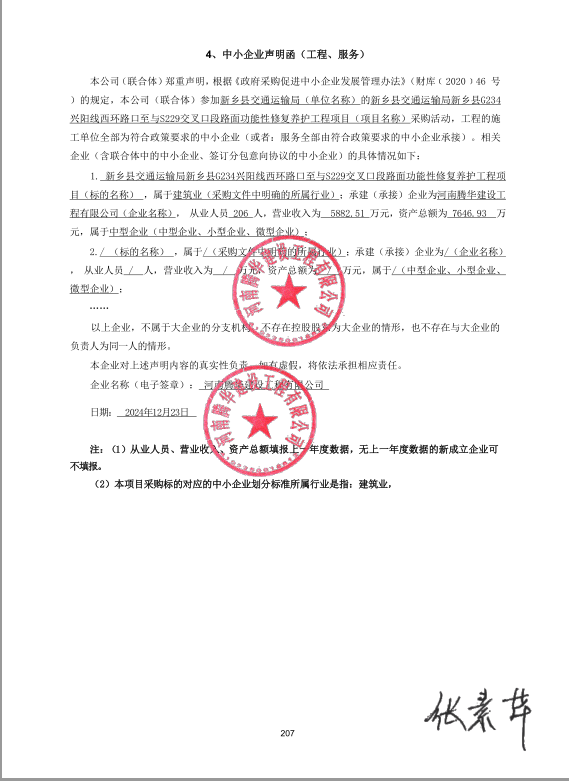 4、中小企业声明函（工程、服务）
本公司（联合体）郑重声明，根据《政府采购促进中小企业发展管理办法》（财库﹝2020﹞46 号
）的规定，本公司（联合体）参加新乡县交通运输局（单位名称）的新乡县交通运输局新乡县G234
兴阳线西环路口至与S229交叉口段路面功能性修复养护工程项目（项目名称）采购活动，工程的施
工单位全部为符合政策要求的中小企业（或者：服务全部由符合政策要求的中小企业承接）。相关
企业（含联合体中的中小企业、签订分包意向协议的中小企业）的具体情况如下：
1. 新乡县交通运输局新乡县G234兴阳线西环路口至与S229交叉口段路面功能性修复养护工程项
目（标的名称） ，属于建筑业（采购文件中明确的所属行业）；承建（承接）企业为河南腾华建设工
程有限公司（企业名称）， 从业人员 206 人，营业收入为 5882.51 万元，资产总额为 7646.93 万
元，属于中型企业（中型企业、小型企业、微型企业）；
2. / （标的名称） ，属于/（采购文件中明确的所属行业）；承建（承接）企业为/（企业名称）
， 从业人员 / 人，营业收入为 / 万元，资产总额为 / 万元，属于/（中型企业、小型企业、
微型企业）；
……
以上企业，不属于大企业的分支机构，不存在控股股东为大企业的情形，也不存在与大企业的
负责人为同一人的情形。
本企业对上述声明内容的真实性负责。如有虚假，将依法承担相应责任。
企业名称（电子签章）： 河南腾华建设工程有限公司
日期： 2024年12月23日
河南腾华建设工程有限公司
河南腾华建设工程有限公司
注：（1）从业人员、营业收入、资产总额填报上一年度数据，无上一年度数据的新成立企业可
不填报。
（2）本项目采购标的对应的中小企业划分标准所属行业是指：建筑业，
207